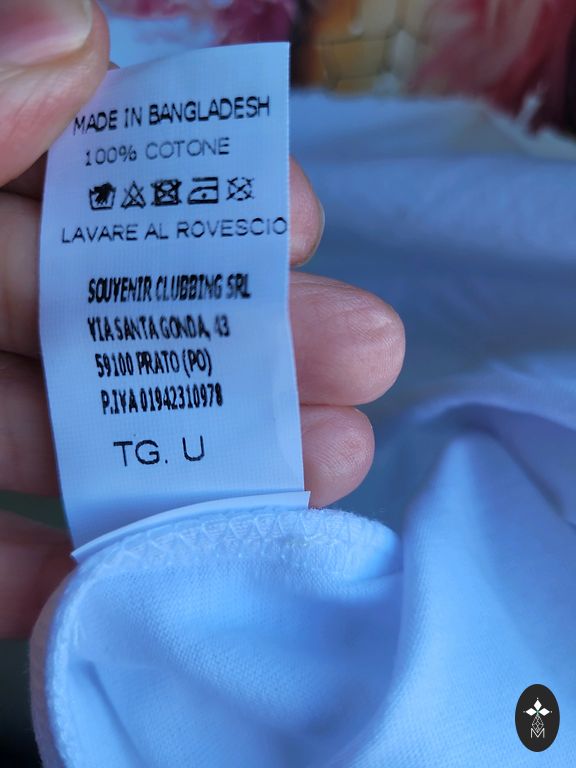 MADE IN BANGLADESH
100% COTONE
LAVARE AL ROVESCIO
SOUVENIR CLUBBING SRL
VIA SANTA GONDA, 43
59100 PRATO (PO)
P.IVA 01942310978
TG. U
M